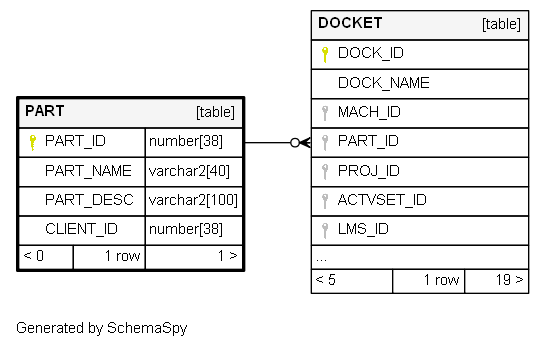 PART [table]
PART_ID number[38]
PART_NAME varchar2[40]
PART_DESC varchar2[100]
CLIENT_ID number[38]
< 0 1 row 1 >
DOCKET [table]
DOCK_ID
DOCK_NAME
MACH_ID
PART_ID
PROJ_ID
ACTVSET_ID
LMS_ID
...
< 5 1 row 19 >
Generated by SchemaSpy